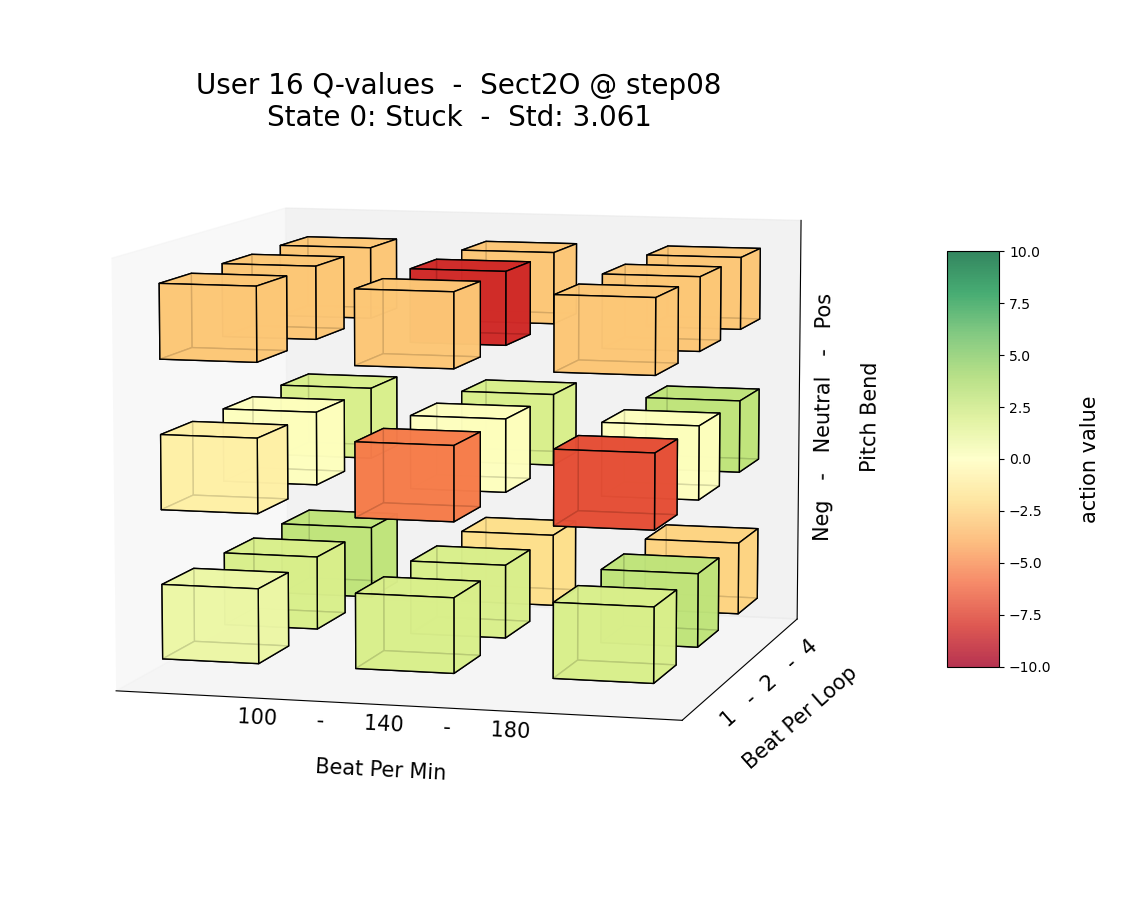 User 16 Q-values  -  Sect2O @ step08
State 0: Stuck  -  Std: 3.061
10.0
7.5
5.0
2.5
0.0
−2.5
−5.0
−7.5
−10.0
action value
Neg   -   Neutral   -   Pos
Pitch Bend
1  -  2  -  4
Beat Per Loop
100     -     140     -     180
Beat Per Min